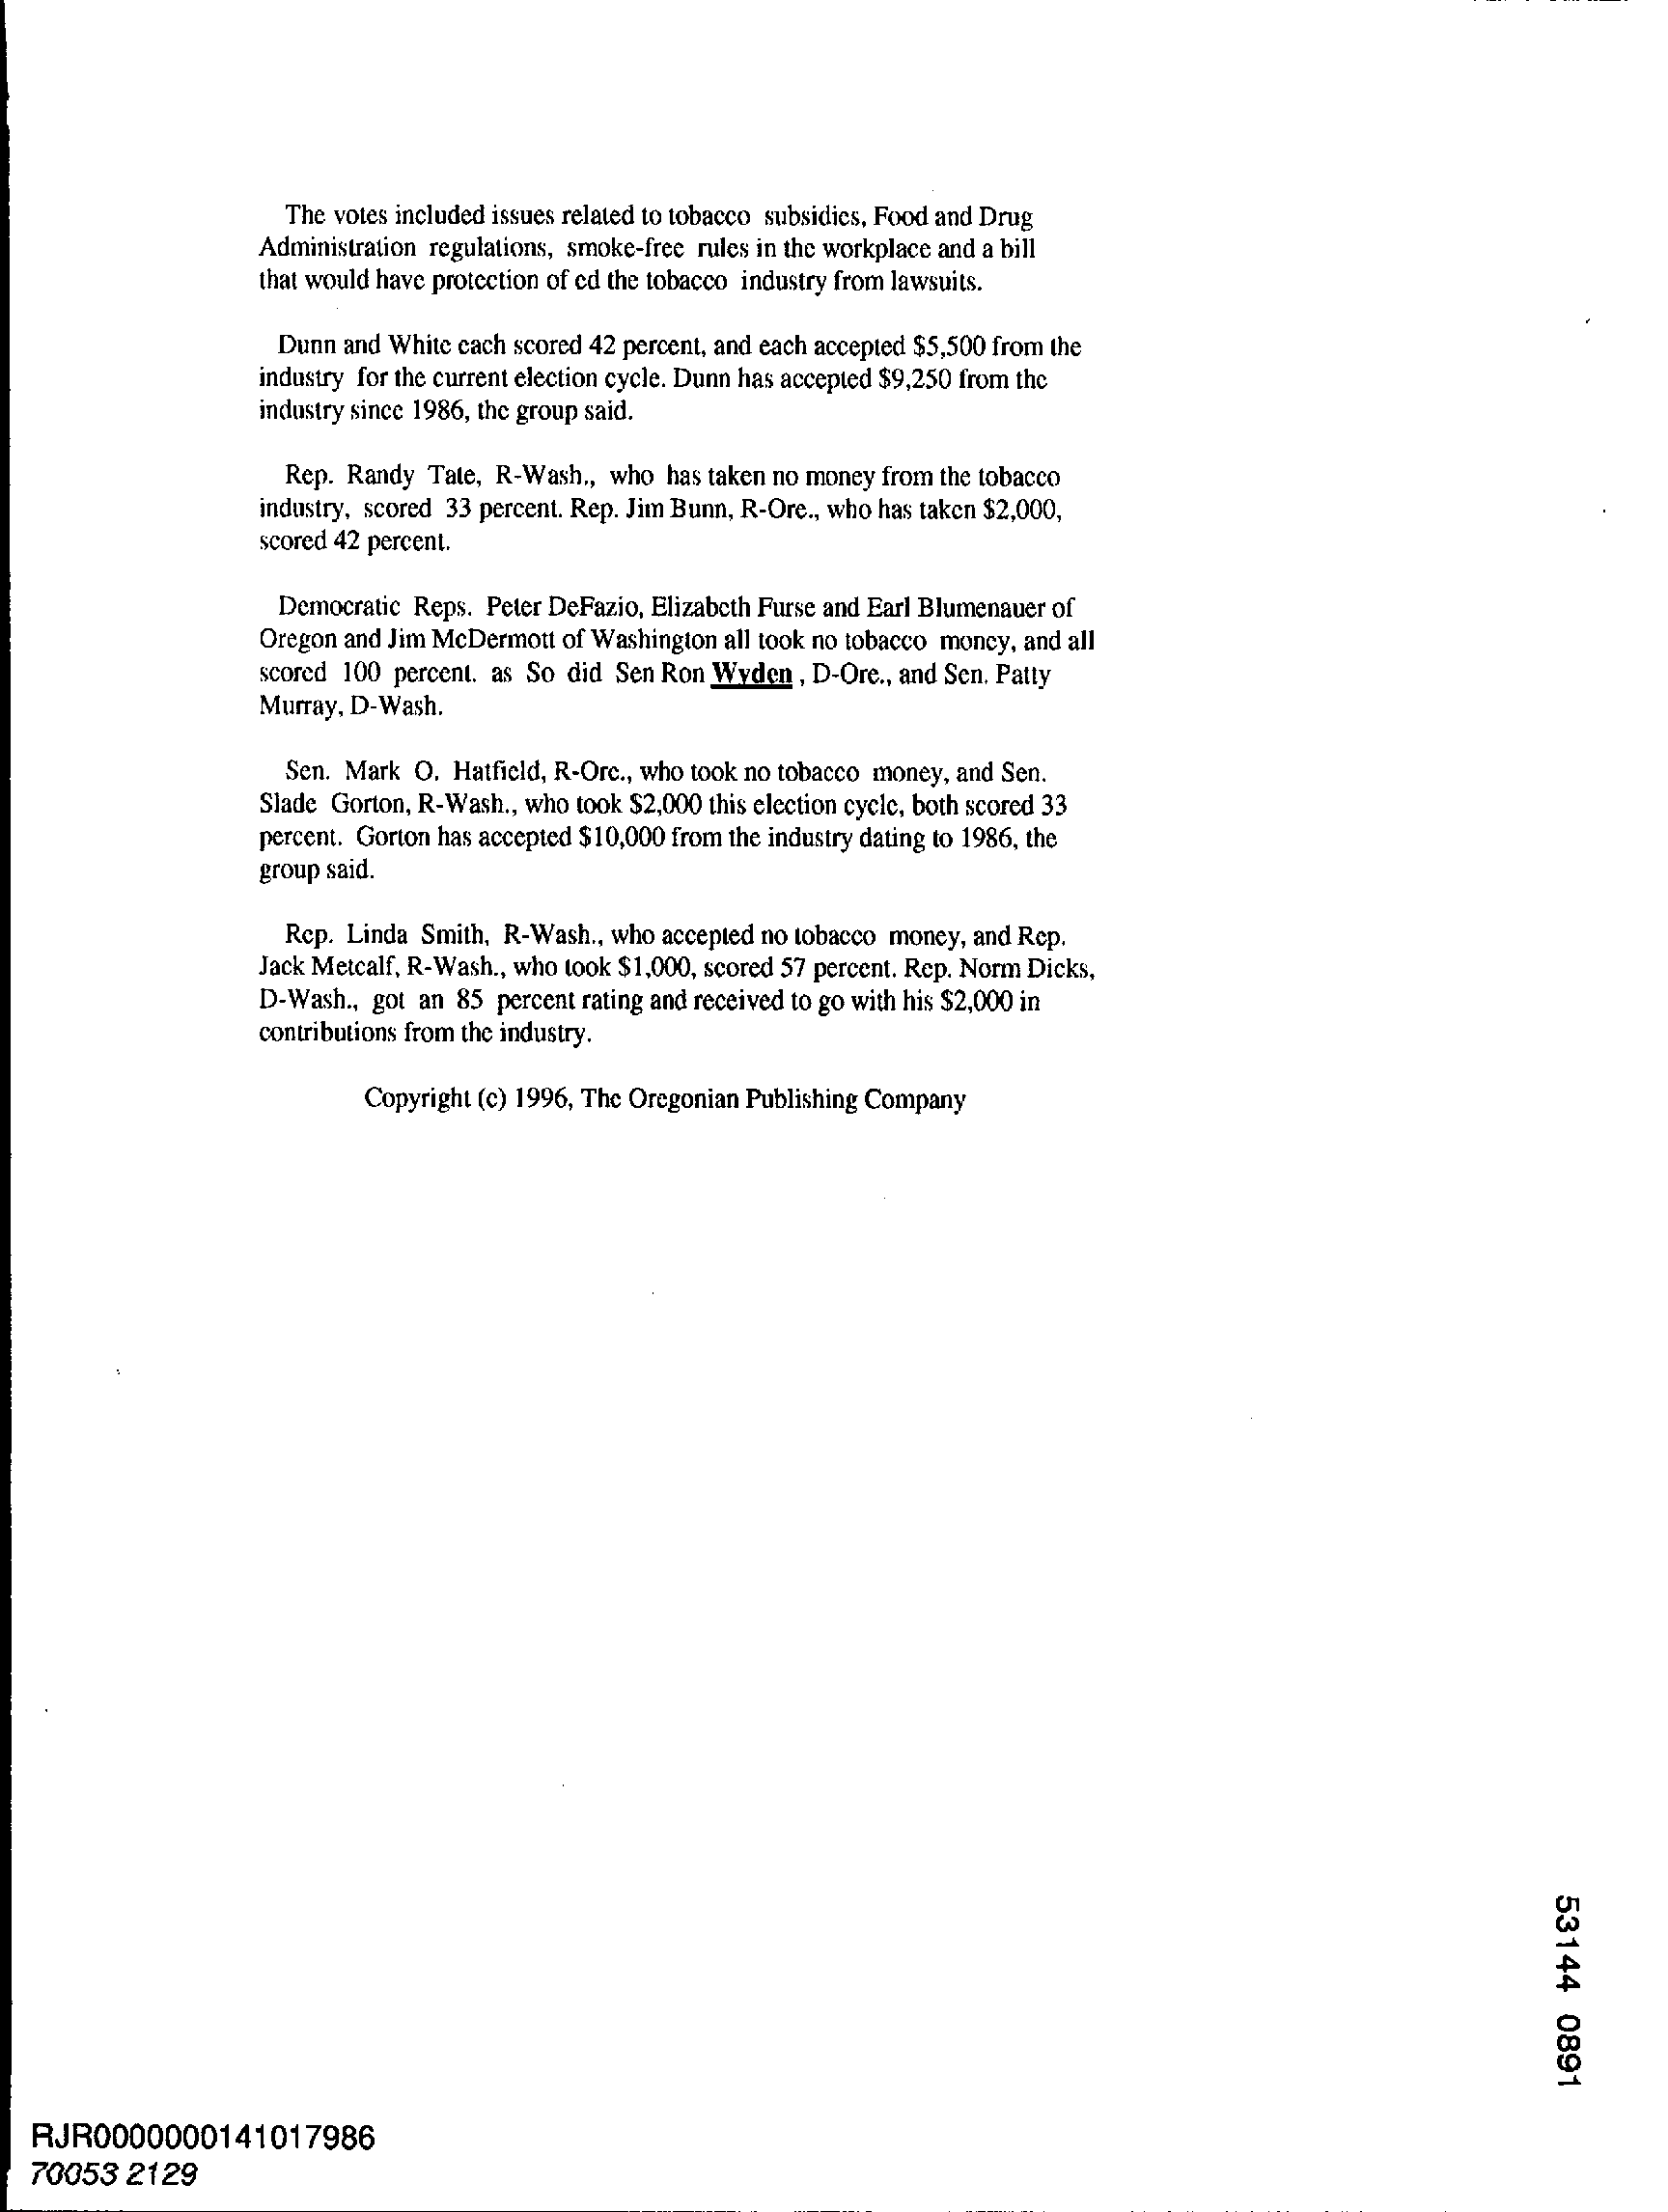 The votes included issues related to tobacco subsidies, Food and Drug
Administration regulations, smoke-free rules in the workplace and a bill
that would have protection of ed the tobacco industry from lawsuits.
Dunn and White each scored 42 percent, and each accepted $5,500 from the
industry for the current election cycle. Dunn has accepted $9,250 from the
industry since 1986, the group said.
Rep. Randy Tate, R-Wash., who has taken no money from the tobacco
industry, scored 33 percent. Rep. Jim Bunn, R-Ore., who has taken $2,000,
scored 42 percent.
Democratic Reps. Peter DeFazio, Elizabeth Furse and Earl Blumenauer of
Oregon and Jim McDermott of Washington all took no tobacco money, and all
scored 100 percent. as So did Sen Ron Wyden , D-Ore., and Sen. Patty
Murray, D-Wash.
Sen. Mark O. Hatfield, R-Ore., who took no tobacco money, and Sen.
Slade Gorton, R-Wash., who took $2,000 this election cycle, both scored 33
percent. Gorton has accepted $10,000 from the industry dating to 1986, the
group said.
Rep. Linda Smith, R-Wash., who accepted no tobacco money, and Rep.
Jack Metcalf, R-Wash., who took $1,000, scored 57 percent. Rep. Norm Dicks,
D-Wash., got an 85 percent rating and received to go with his $2,000 in
contributions from the industry.
Copyright (c) 1996, The Oregonian Publishing Company
53144 0891
RJR0000000141017986
70053 2129